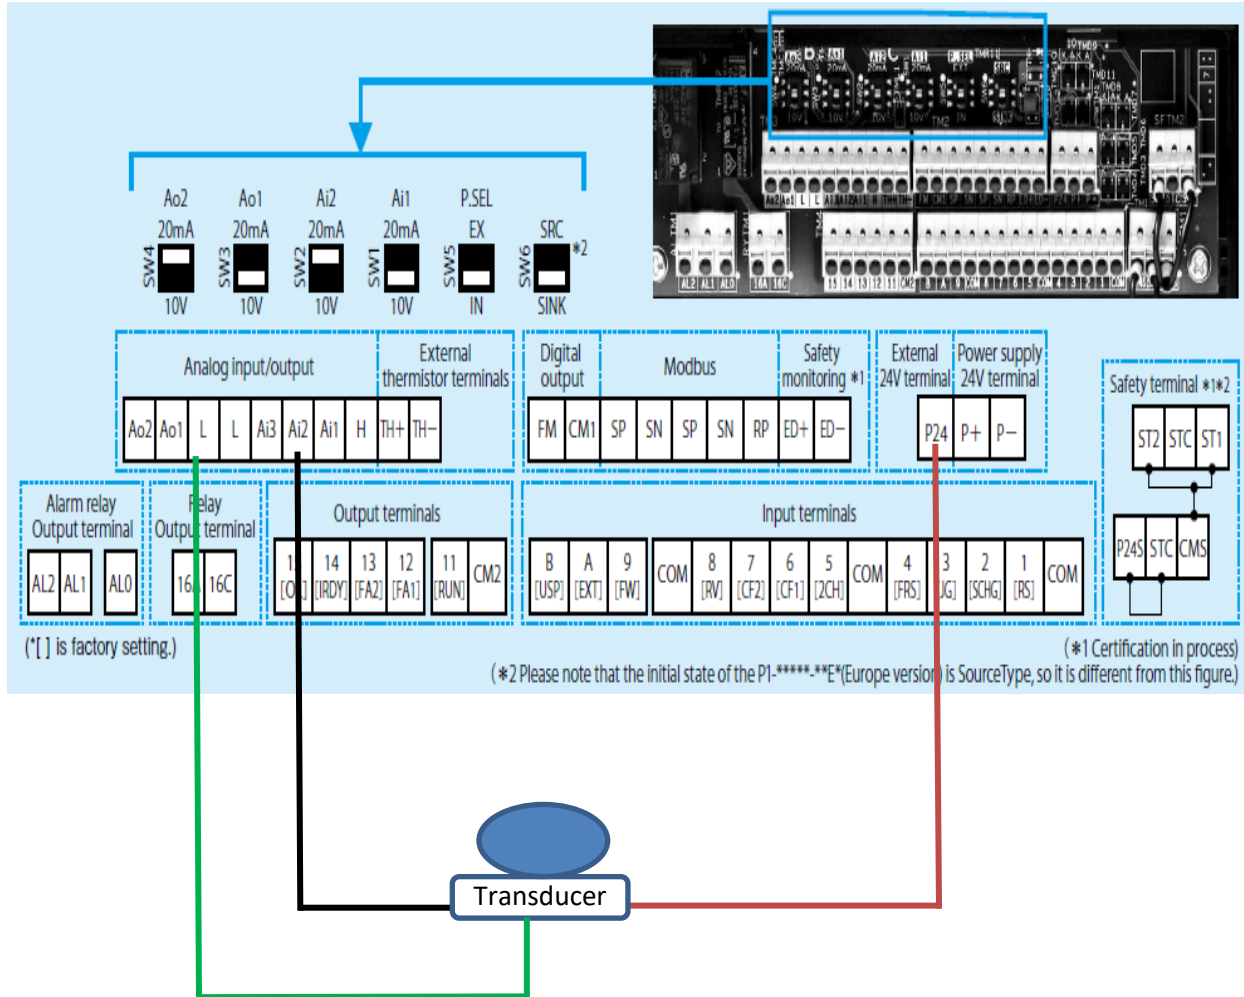 Ao2 Ao1 Ai2 Ai1 P.SEL
20mA 20mA 20mA 20mA EX SRC
*2
SW4 SW3 SW2 SW1 SW5 SW6
10V 10V 10V 10V IN SINK
Analog input/output
External
thermistor terminals
Ao2 Ao1 L L Ai3 Ai2 Ai1 H TH+ TH-
Digital
output
Modbus
Safety
monitoring *1
FM CM1 SP SN SP SN RP ED+ ED-
External
24V terminal
Power supply
24V terminal
P24 P+ P-
Safety terminal *1*2
ST2 STC ST1
P24S STC CMS
Alarm relay
Output terminal
AL2 AL1 AL0
Relay
Output terminal
16A 16C
Output terminals
14 13 12 11 CM2
[IRDY] [FA2] [FA1] [RUN]
Input terminals
B A 9 COM 8 7 6 5 COM 4 3 2 1 COM
[USP] [EXT] [FW] [RV] [CF2] [CF1] [2CH] [FRS] [SCHG] [RS]
(*[ ] is factory setting.)
(*1 Certification in process)
(*2 Please note that the initial state of the P1-*****-**E*(Europe version) is SourceType, so it is different from this figure.)
Transducer